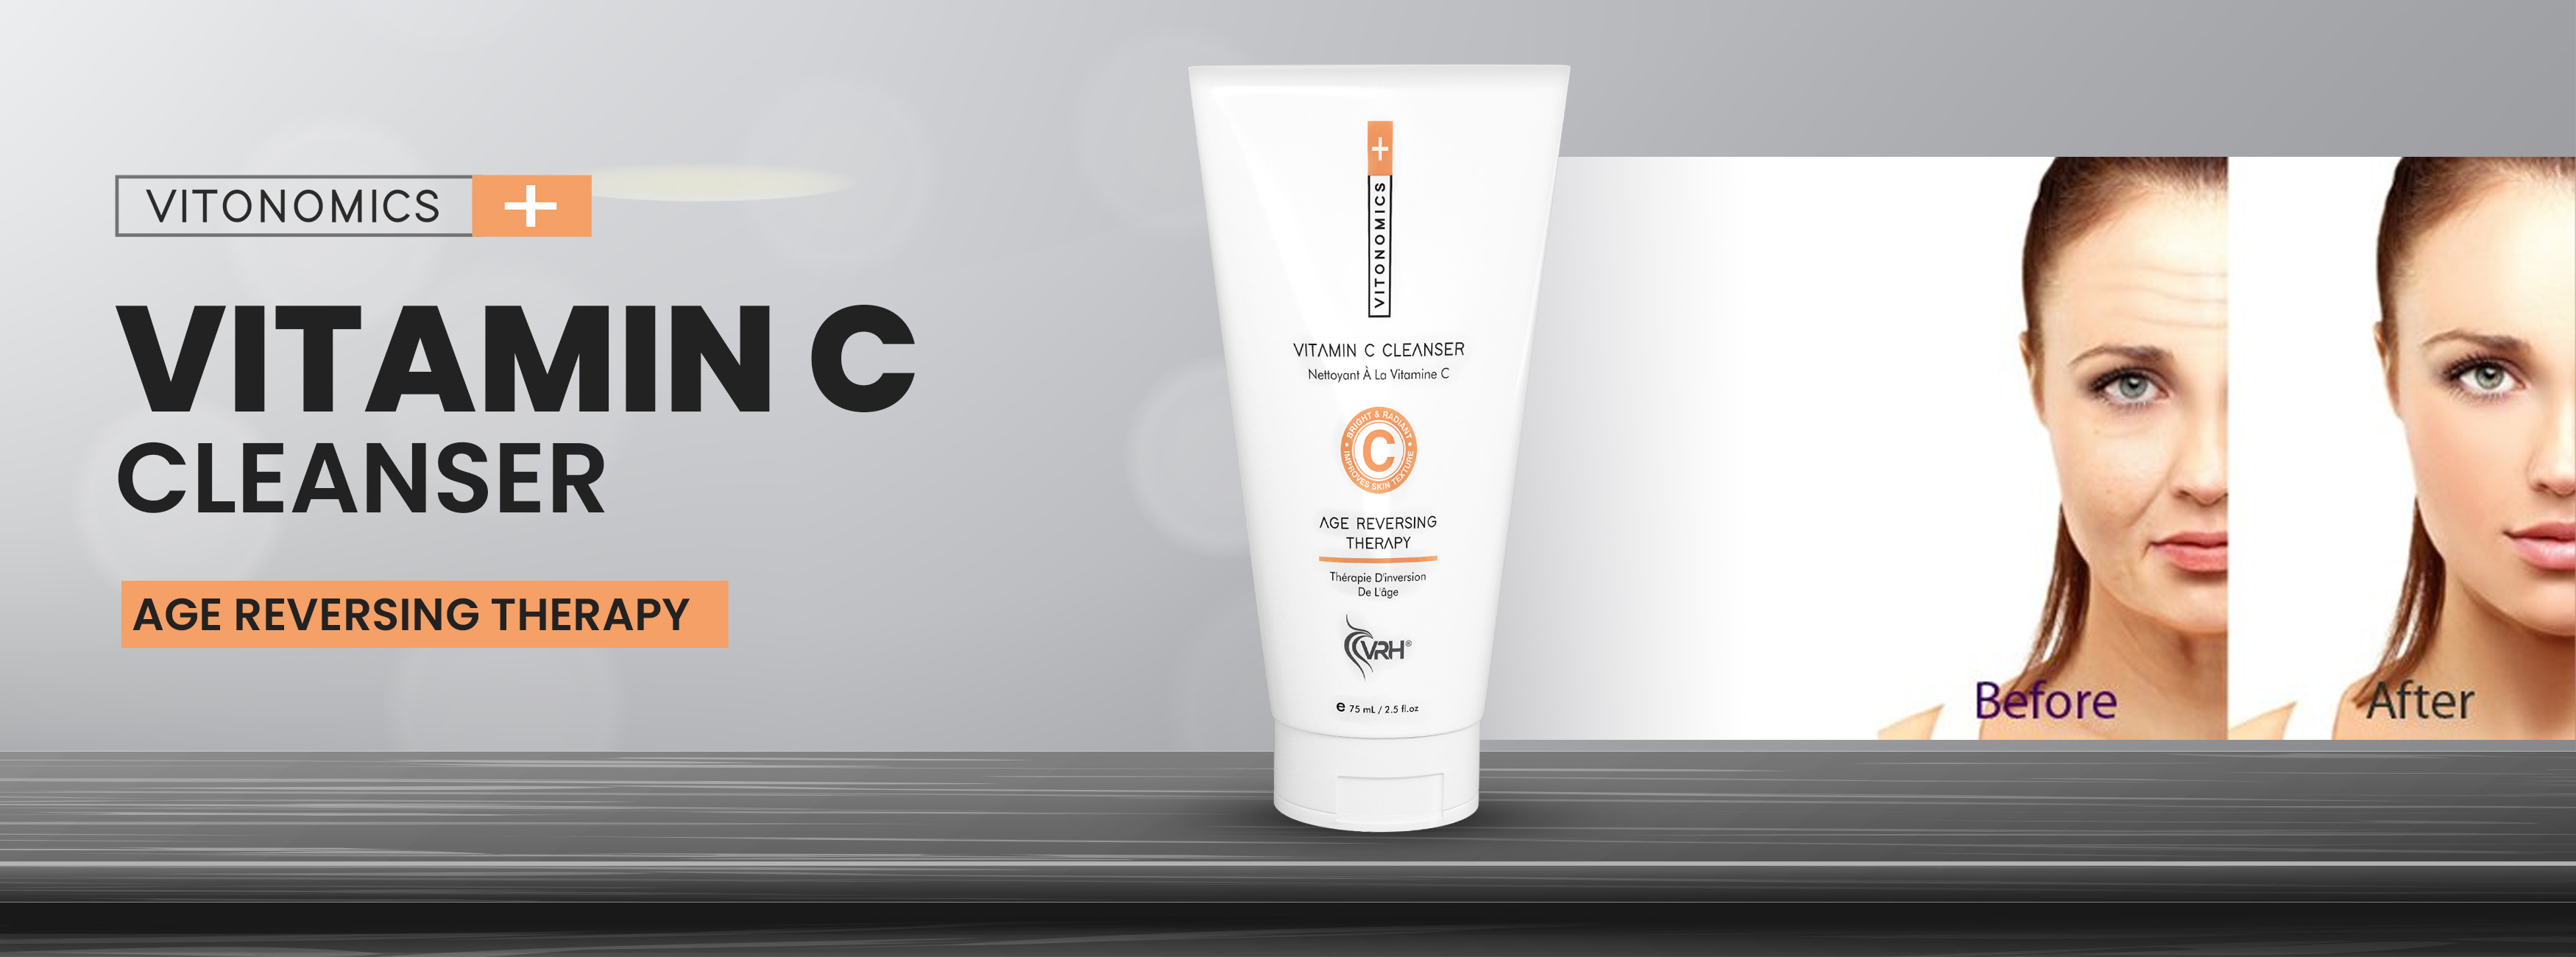 VITONOMICS +
VITAMIN C
CLEANSER
AGE REVERSING THERAPY
+
VITONOMICS
VITAMIN C CLEANSER
Nettoyant À La Vitamine C
BRIGHT & RADIANT
C
IMPROVES SKIN TEXTURE
AGE REVERSING
THERAPY
Thérapie D'inversion
De L'âge
VRH®
e 75 mL / 2.5 fl.oz
Before
After